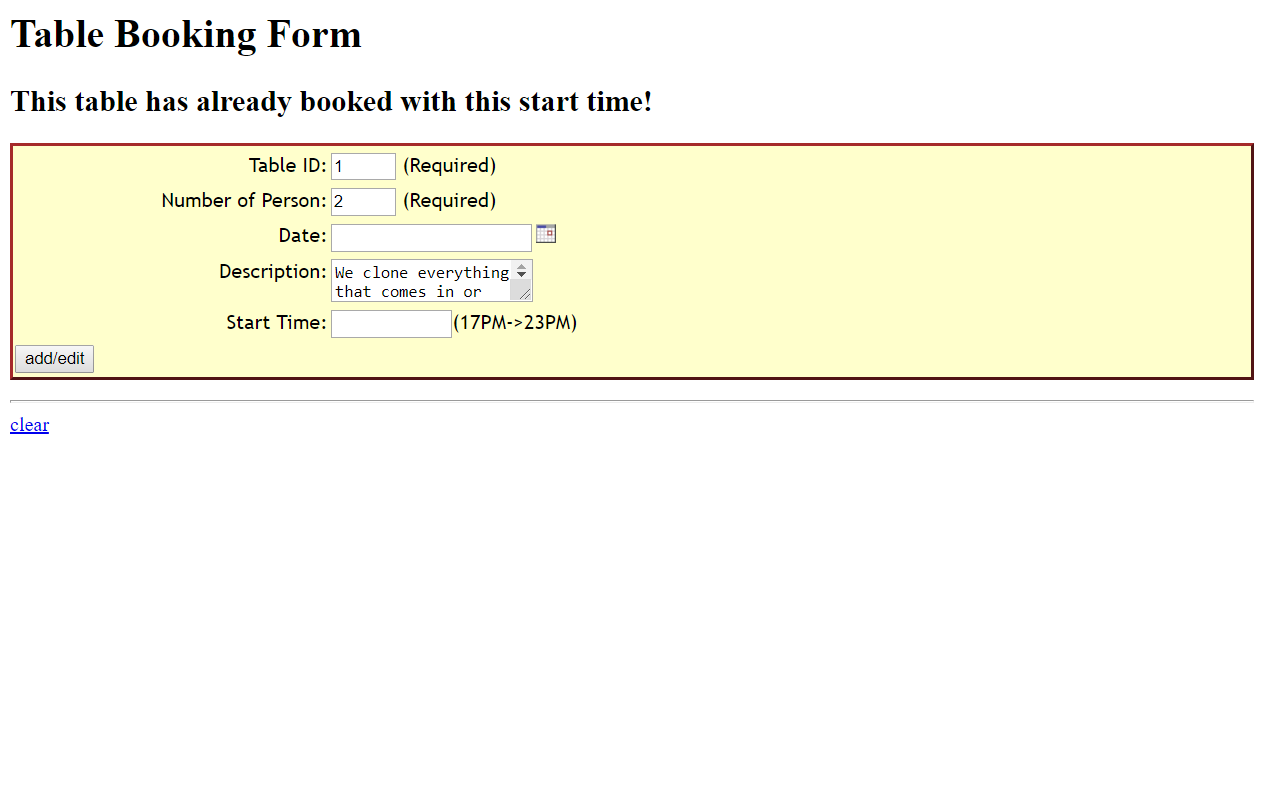 Table Booking Form
This table has already booked with this start time!
Table ID: 1 (Required)
Number of Person: 2 (Required)
Date:
Description: We clone everything
that comes in or
Start Time: (17PM->23PM)
add/edit
clear